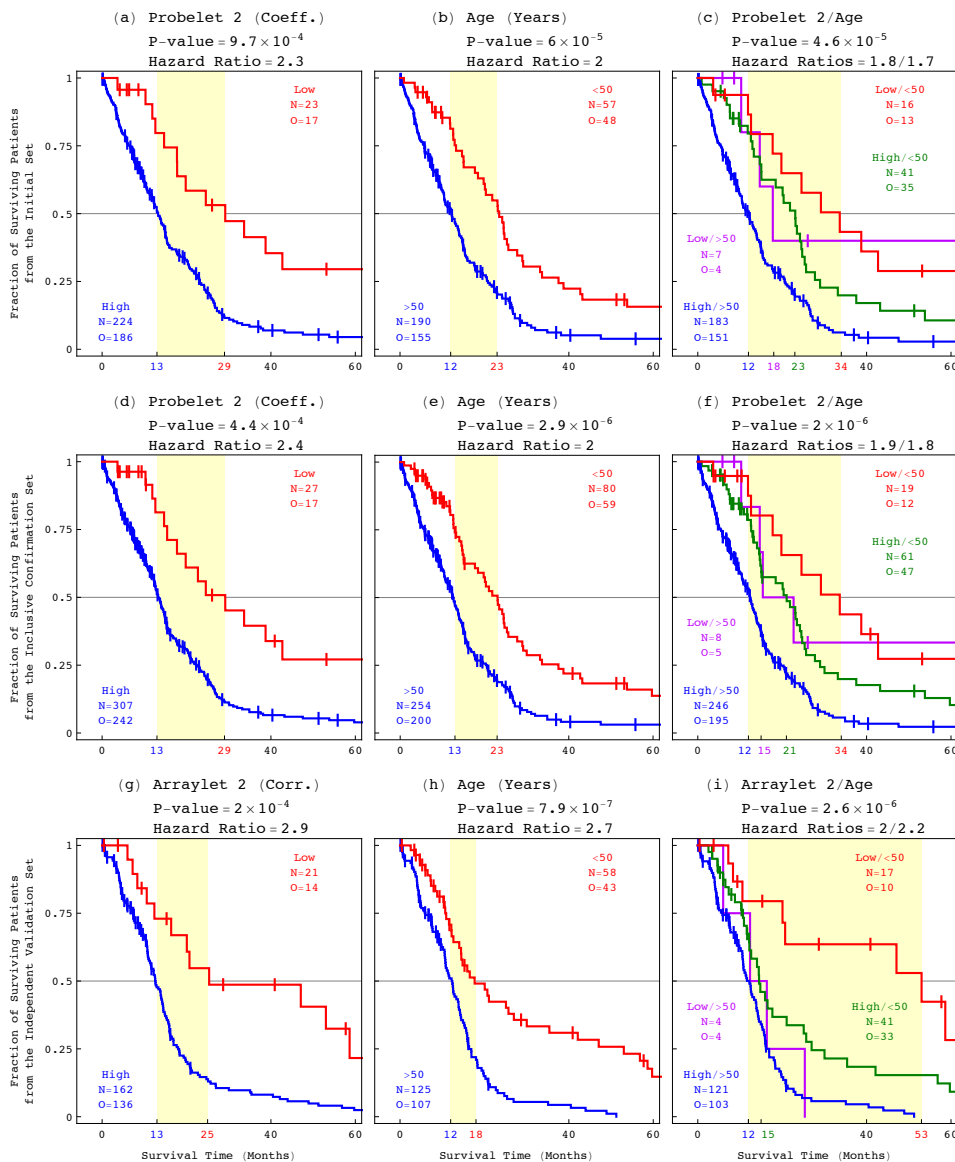 (a) Probelet 2 (Coeff.)
P-value = 9.7 × 10⁻⁴
Hazard Ratio = 2.3
(b) Age (Years)
P-value = 6 × 10⁻⁵
Hazard Ratio = 2
(c) Probelet 2/Age
P-value = 4.6 × 10⁻⁵
Hazard Ratios = 1.8/1.7
Fraction of Surviving Patients
from the Initial Set
1
0.75
0.5
0.25
0
Low
N=23
O=17
High
N=224
O=186
0
13
29
60
<50
N=57
O=48
>50
N=190
O=155
0
12
23
60
Low/<50
N=16
O=13
High/<50
N=41
O=35
Low/>50
N=7
O=4
High/>50
N=183
O=151
0
12
18
23
34
40
60
(d) Probelet 2 (Coeff.)
P-value = 4.4 × 10⁻⁴
Hazard Ratio = 2.4
(e) Age (Years)
P-value = 2.9 × 10⁻⁶
Hazard Ratio = 2
(f) Probelet 2/Age
P-value = 2 × 10⁻⁶
Hazard Ratios = 1.9/1.8
Fraction of Surviving Patients
from the Inclusive Confirmation Set
1
0.75
0.5
0.25
0
Low
N=27
O=17
High
N=307
O=242
0
13
29
60
<50
N=80
O=59
>50
N=254
O=200
0
13
23
60
Low/<50
N=19
O=12
High/<50
N=61
O=47
Low/>50
N=8
O=5
High/>50
N=246
O=195
0
12
15
21
34
40
60
(g) Arraylet 2 (Corr.)
P-value = 2 × 10⁻⁴
Hazard Ratio = 2.9
(h) Age (Years)
P-value = 7.9 × 10⁻⁷
Hazard Ratio = 2.7
(i) Arraylet 2/Age
P-value = 2.6 × 10⁻⁶
Hazard Ratios = 2/2.2
Fraction of Surviving Patients
from the Independent Validation Set
1
0.75
0.5
0.25
0
Low
N=21
O=14
High
N=162
O=136
0
13
25
40
60
<50
N=58
O=43
>50
N=125
O=107
0
12
18
40
60
Low/<50
N=17
O=10
Low/>50
N=4
O=4
High/<50
N=41
O=33
High/>50
N=121
O=103
0
12
15
40
53
60
Survival Time (Months)
Survival Time (Months)
Survival Time (Months)